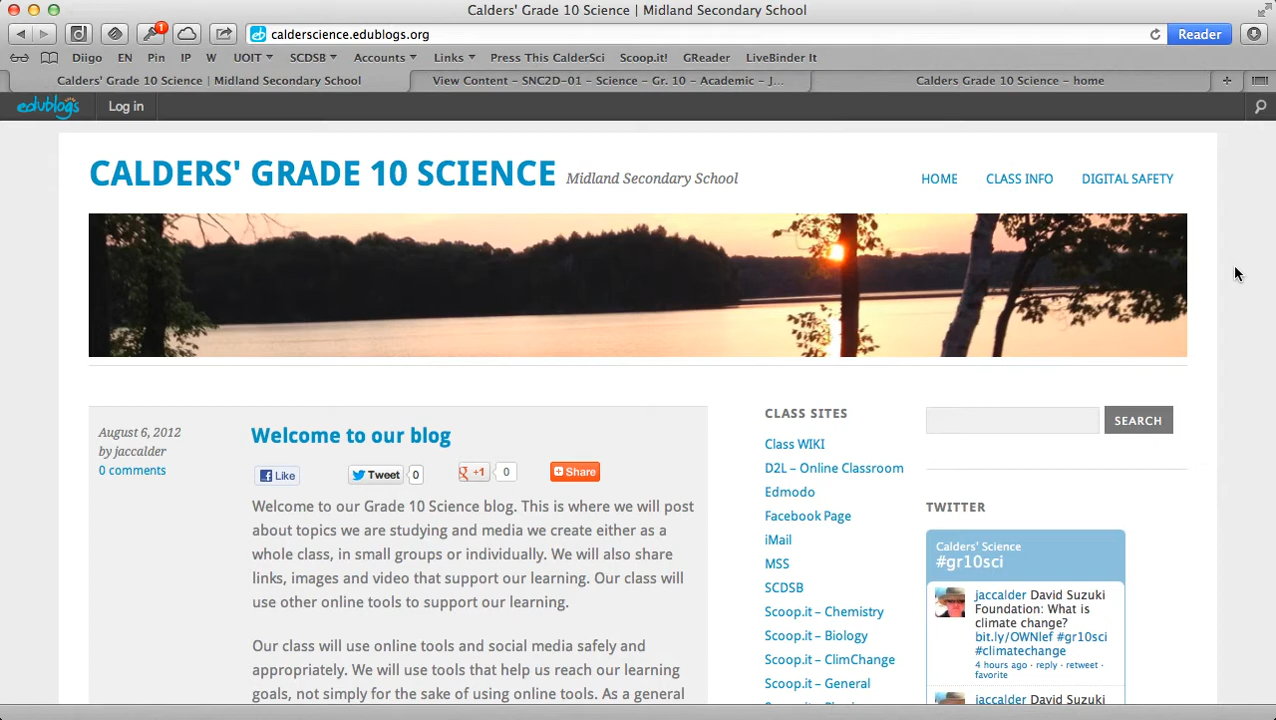 Calders' Grade 10 Science | Midland Secondary School
1
calderscience.edublogs.org
Reader
Diigo EN Pin IP W UOIT SCDSB Accounts Links Press This CalderSci Scoop.it! GReader LiveBinder It
Calders' Grade 10 Science | Midland Secondary School
View Content – SNC2D-01 – Science – Gr. 10 – Academic – J...
Calders Grade 10 Science – home
edublogs Log in
CALDERS' GRADE 10 SCIENCE Midland Secondary School
HOME CLASS INFO DIGITAL SAFETY
August 6, 2012
by jaccalder
0 comments
Welcome to our blog
Like Tweet 0 +1 0 Share
Welcome to our Grade 10 Science blog. This is where we will post
about topics we are studying and media we create either as a
whole class, in small groups or individually. We will also share
links, images and video that support our learning. Our class will
use other online tools to support our learning.
Our class will use online tools and social media safely and
appropriately. We will use tools that help us reach our learning
goals, not simply for the sake of using online tools. As a general
CLASS SITES
Class WIKI
D2L – Online Classroom
Edmodo
Facebook Page
iMail
MSS
SCDSB
Scoop.it – Chemistry
Scoop.it – Biology
Scoop.it – ClimChange
Scoop.it – General
SEARCH
TWITTER
Calders' Science
#gr10sci
jaccalder David Suzuki
Foundation: What is
climate change?
bit.ly/OWNlef #gr10sci
#climatechange
4 hours ago · reply · retweet ·
favorite
jaccalder David Suzuki